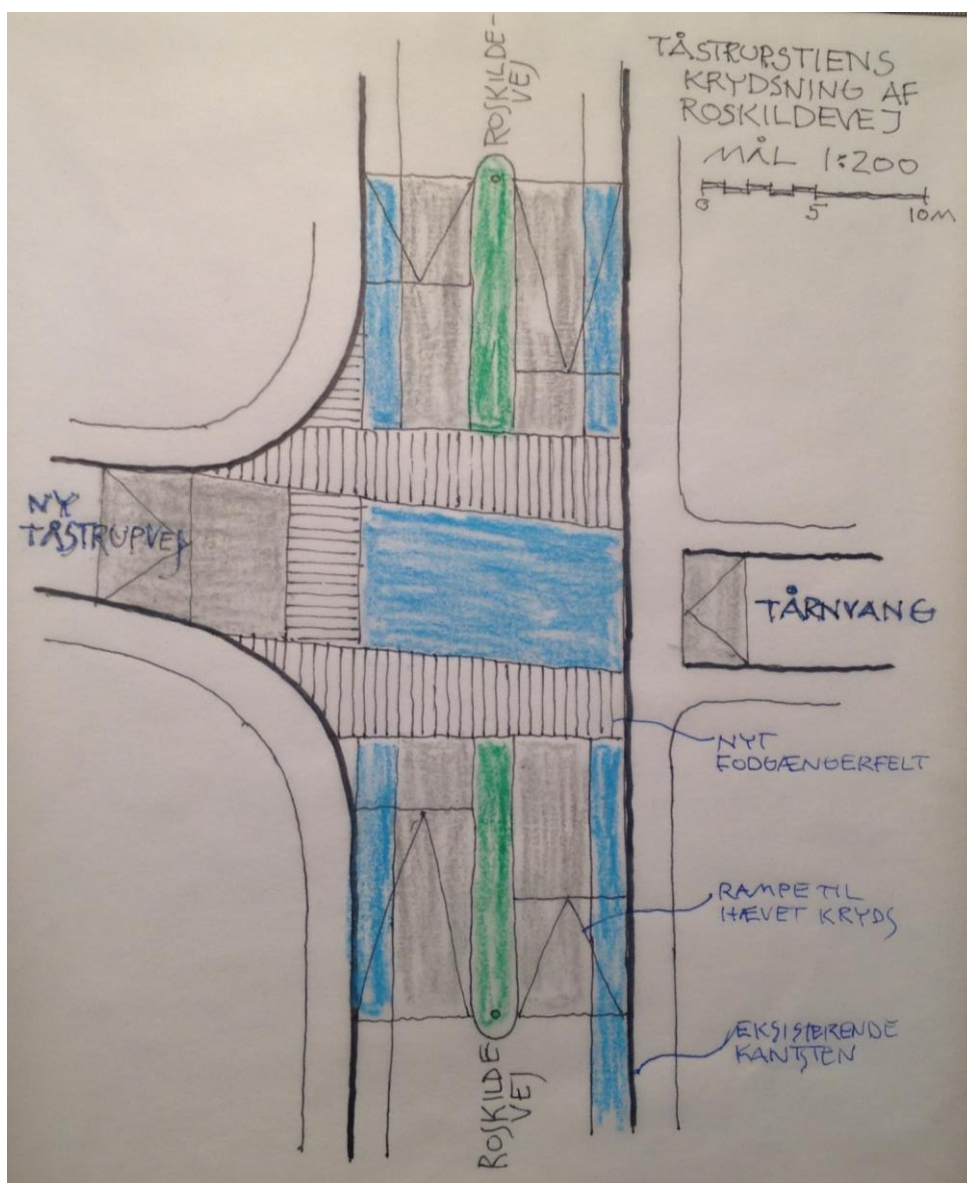 TÅSTRUPSTIENS
KRYDSNING AF
ROSKILDEVEJ
MÅL 1:200
0 5 10M
ROSKILDE-
VEJ
NY
TÅSTRUPVEJ
TÅRNVANG
NYT
FODGÆNGERFELT
RAMPE TIL
HÆVET KRYDS
EKSISTERENDE
KANTSTEN
ROSKILDE
VEJ